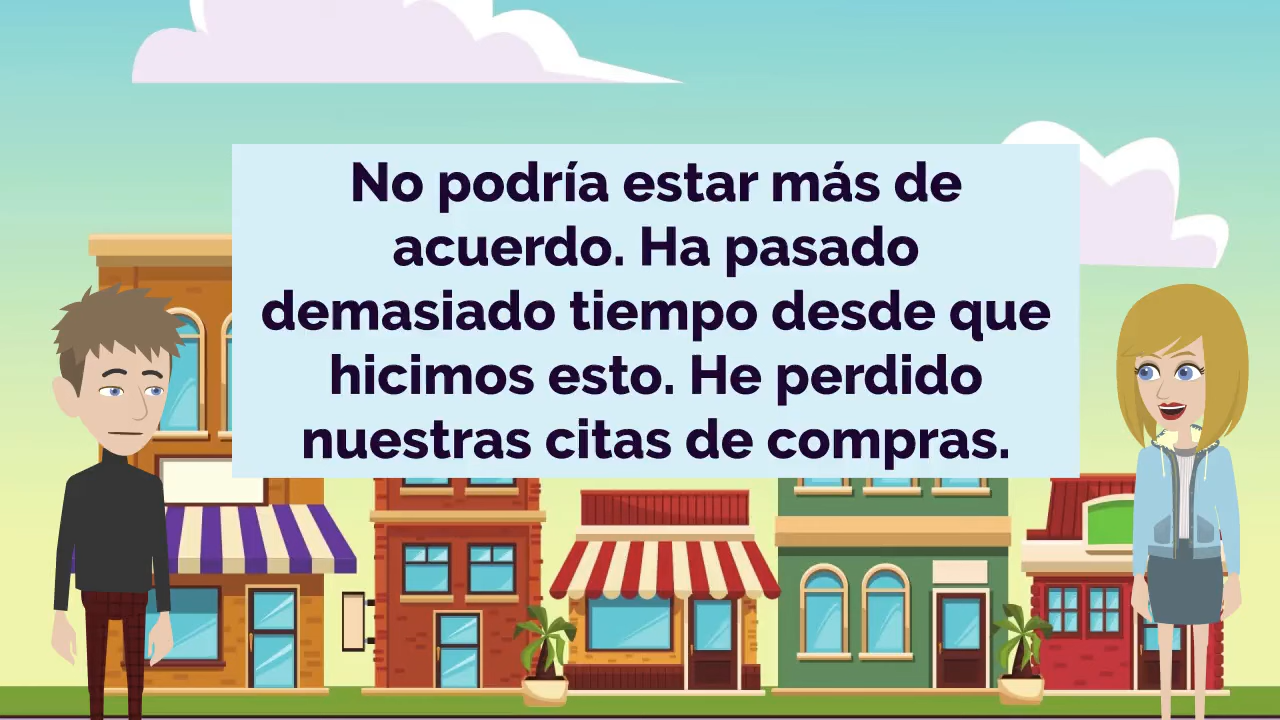 No podría estar más de
acuerdo. Ha pasado
demasiado tiempo desde que
hicimos esto. He perdido
nuestras citas de compras.